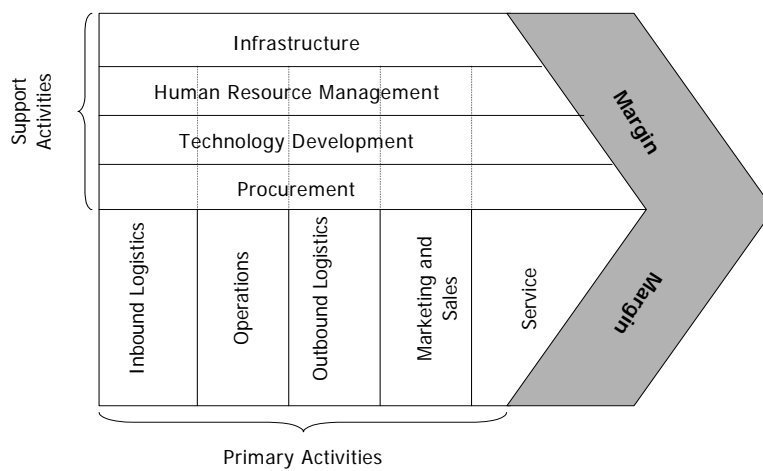 Infrastructure
Human Resource Management
Technology Development
Procurement
Support
Activities
Margin
Inbound Logistics
Operations
Outbound Logistics
Marketing and
Sales
Service
Margin
Primary Activities